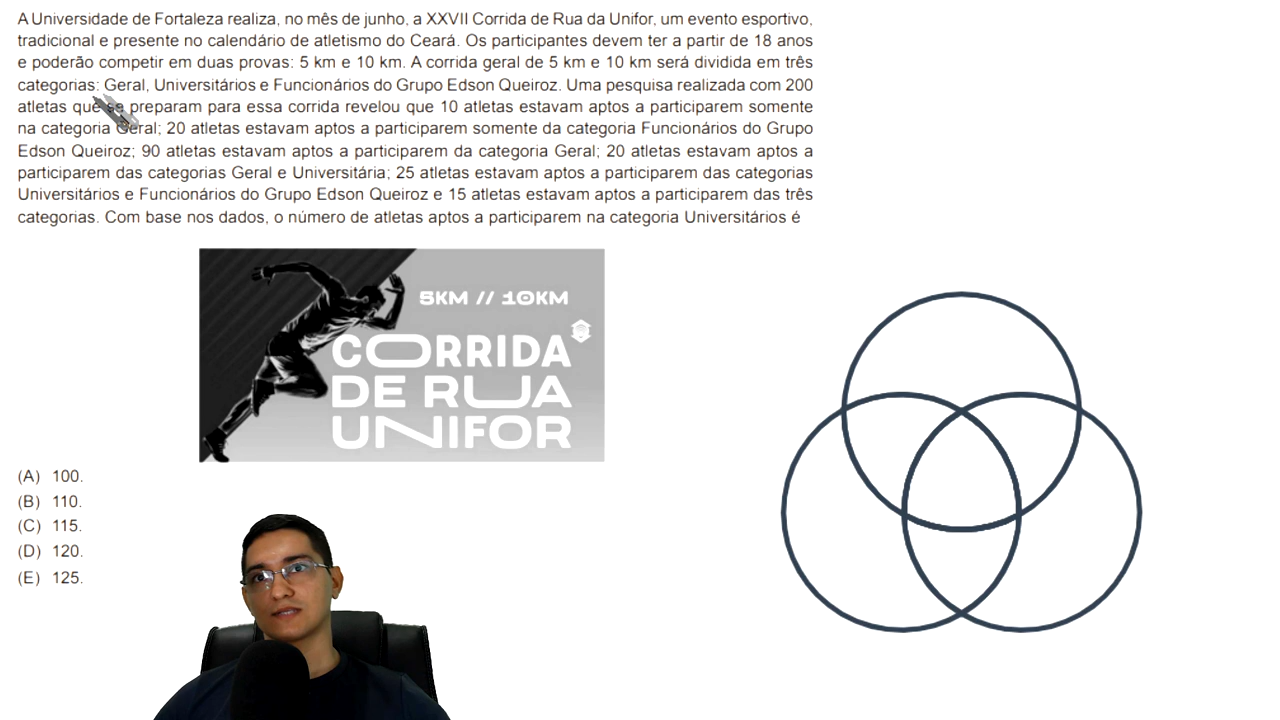 A Universidade de Fortaleza realiza, no mês de junho, a XXVII Corrida de Rua da Unifor, um evento esportivo,
tradicional e presente no calendário de atletismo do Ceará. Os participantes devem ter a partir de 18 anos
e poderão competir em duas provas: 5 km e 10 km. A corrida geral de 5 km e 10 km será dividida em três
categorias: Geral, Universitários e Funcionários do Grupo Edson Queiroz. Uma pesquisa realizada com 200
atletas que se preparam para essa corrida revelou que 10 atletas estavam aptos a participarem somente
na categoria Geral; 20 atletas estavam aptos a participarem somente da categoria Funcionários do Grupo
Edson Queiroz; 90 atletas estavam aptos a participarem da categoria Geral; 20 atletas estavam aptos a
participarem das categorias Geral e Universitária; 25 atletas estavam aptos a participarem das categorias
Universitários e Funcionários do Grupo Edson Queiroz e 15 atletas estavam aptos a participarem das três
categorias. Com base nos dados, o número de atletas aptos a participarem na categoria Universitários é
5KM // 10KM
CORRIDA
DE RUA
UNIFOR
(A) 100.
(B) 110.
(C) 115.
(D) 120.
(E) 125.